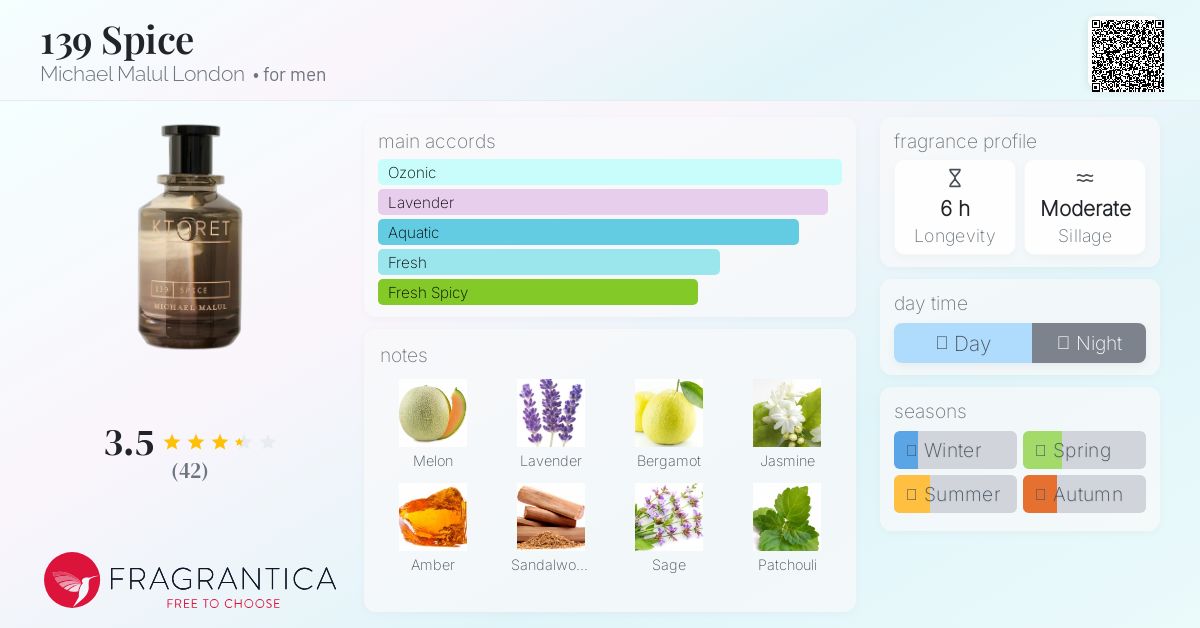 139 Spice
Michael Malul London • for men
KTORET
139 SPICE
MICHAEL MALUL
3.5
(42)
FRAGRANTICA
FREE TO CHOOSE
main accords
Ozonic
Lavender
Aquatic
Fresh
Fresh Spicy
notes
Melon
Lavender
Bergamot
Jasmine
Amber
Sandalwo...
Sage
Patchouli
fragrance profile
6 h
Longevity
Moderate
Sillage
day time
Day
Night
seasons
Winter
Spring
Summer
Autumn